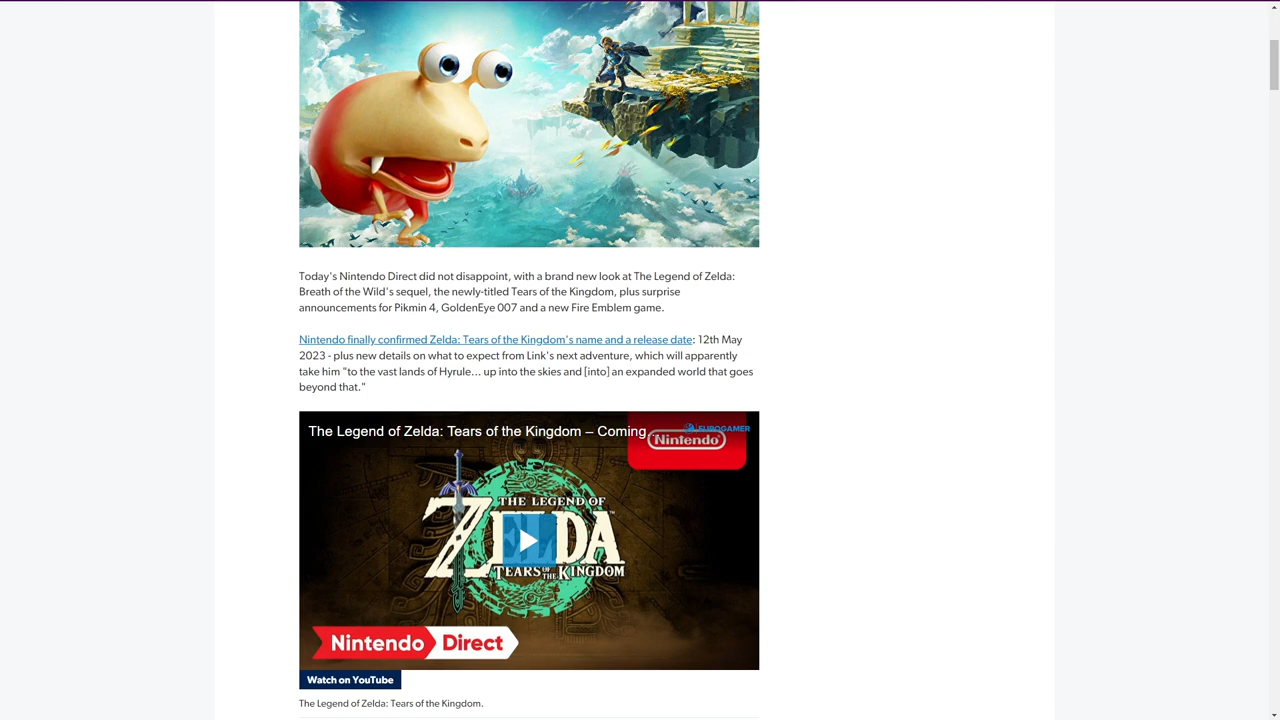 Today's Nintendo Direct did not disappoint, with a brand new look at The Legend of Zelda:
Breath of the Wild's sequel, the newly-titled Tears of the Kingdom, plus surprise
announcements for Pikmin 4, GoldenEye 007 and a new Fire Emblem game.
Nintendo finally confirmed Zelda: Tears of the Kingdom's name and a release date: 12th May
2023 - plus new details on what to expect from Link's next adventure, which will apparently
take him "to the vast lands of Hyrule... up into the skies and [into] an expanded world that goes
beyond that."
The Legend of Zelda: Tears of the Kingdom – Coming...
EUROGAMER
Nintendo
THE LEGEND OF
ZELDA
TEARS OF THE KINGDOM
Nintendo Direct
Watch on YouTube
The Legend of Zelda: Tears of the Kingdom.